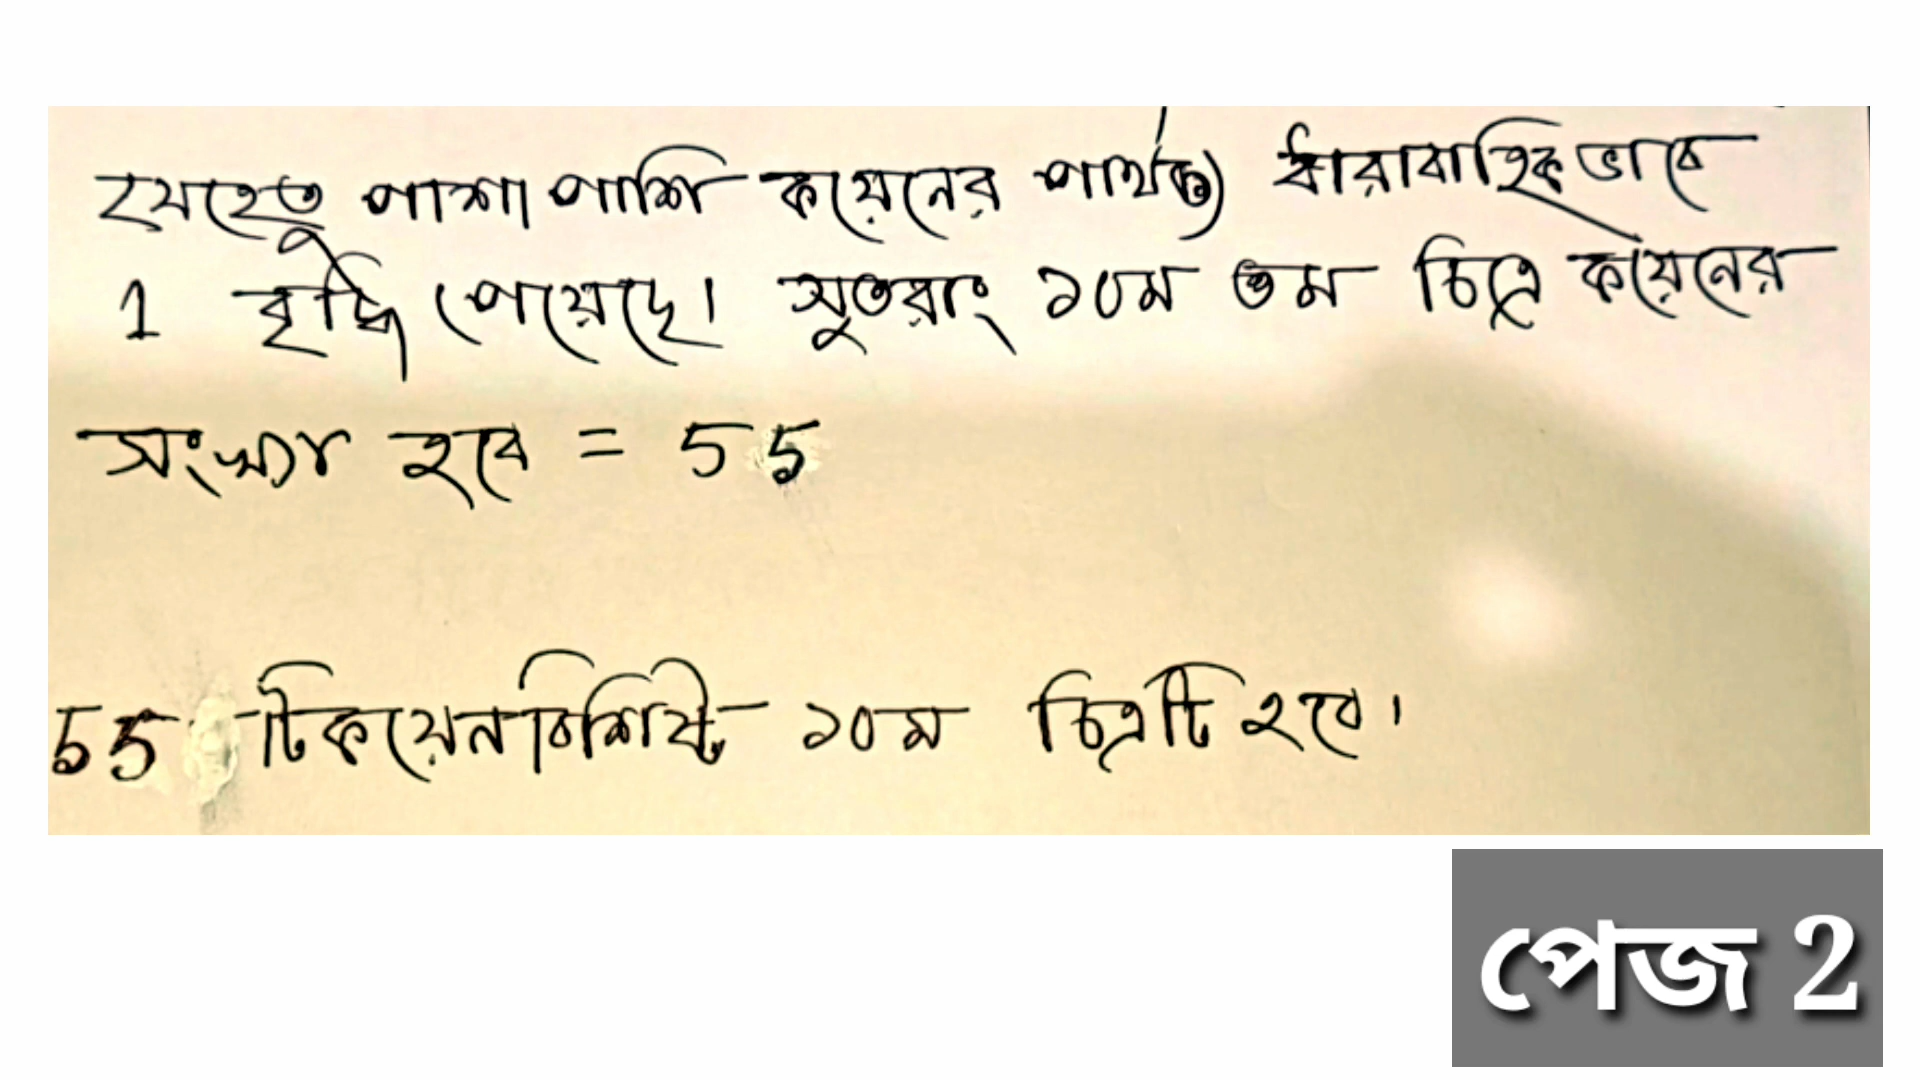 যেহেতু পাশাপাশি কয়েনের পার্থক্য ধারাবাহিকভাবে
1 বৃদ্ধি পেয়েছে। সুতরাং ১০ম তম চিত্রে কয়েনের
সংখ্যা হবে = 55
55 টি কয়েন বিশিষ্ট ১০ম চিত্রটি হবে।
পেজ 2